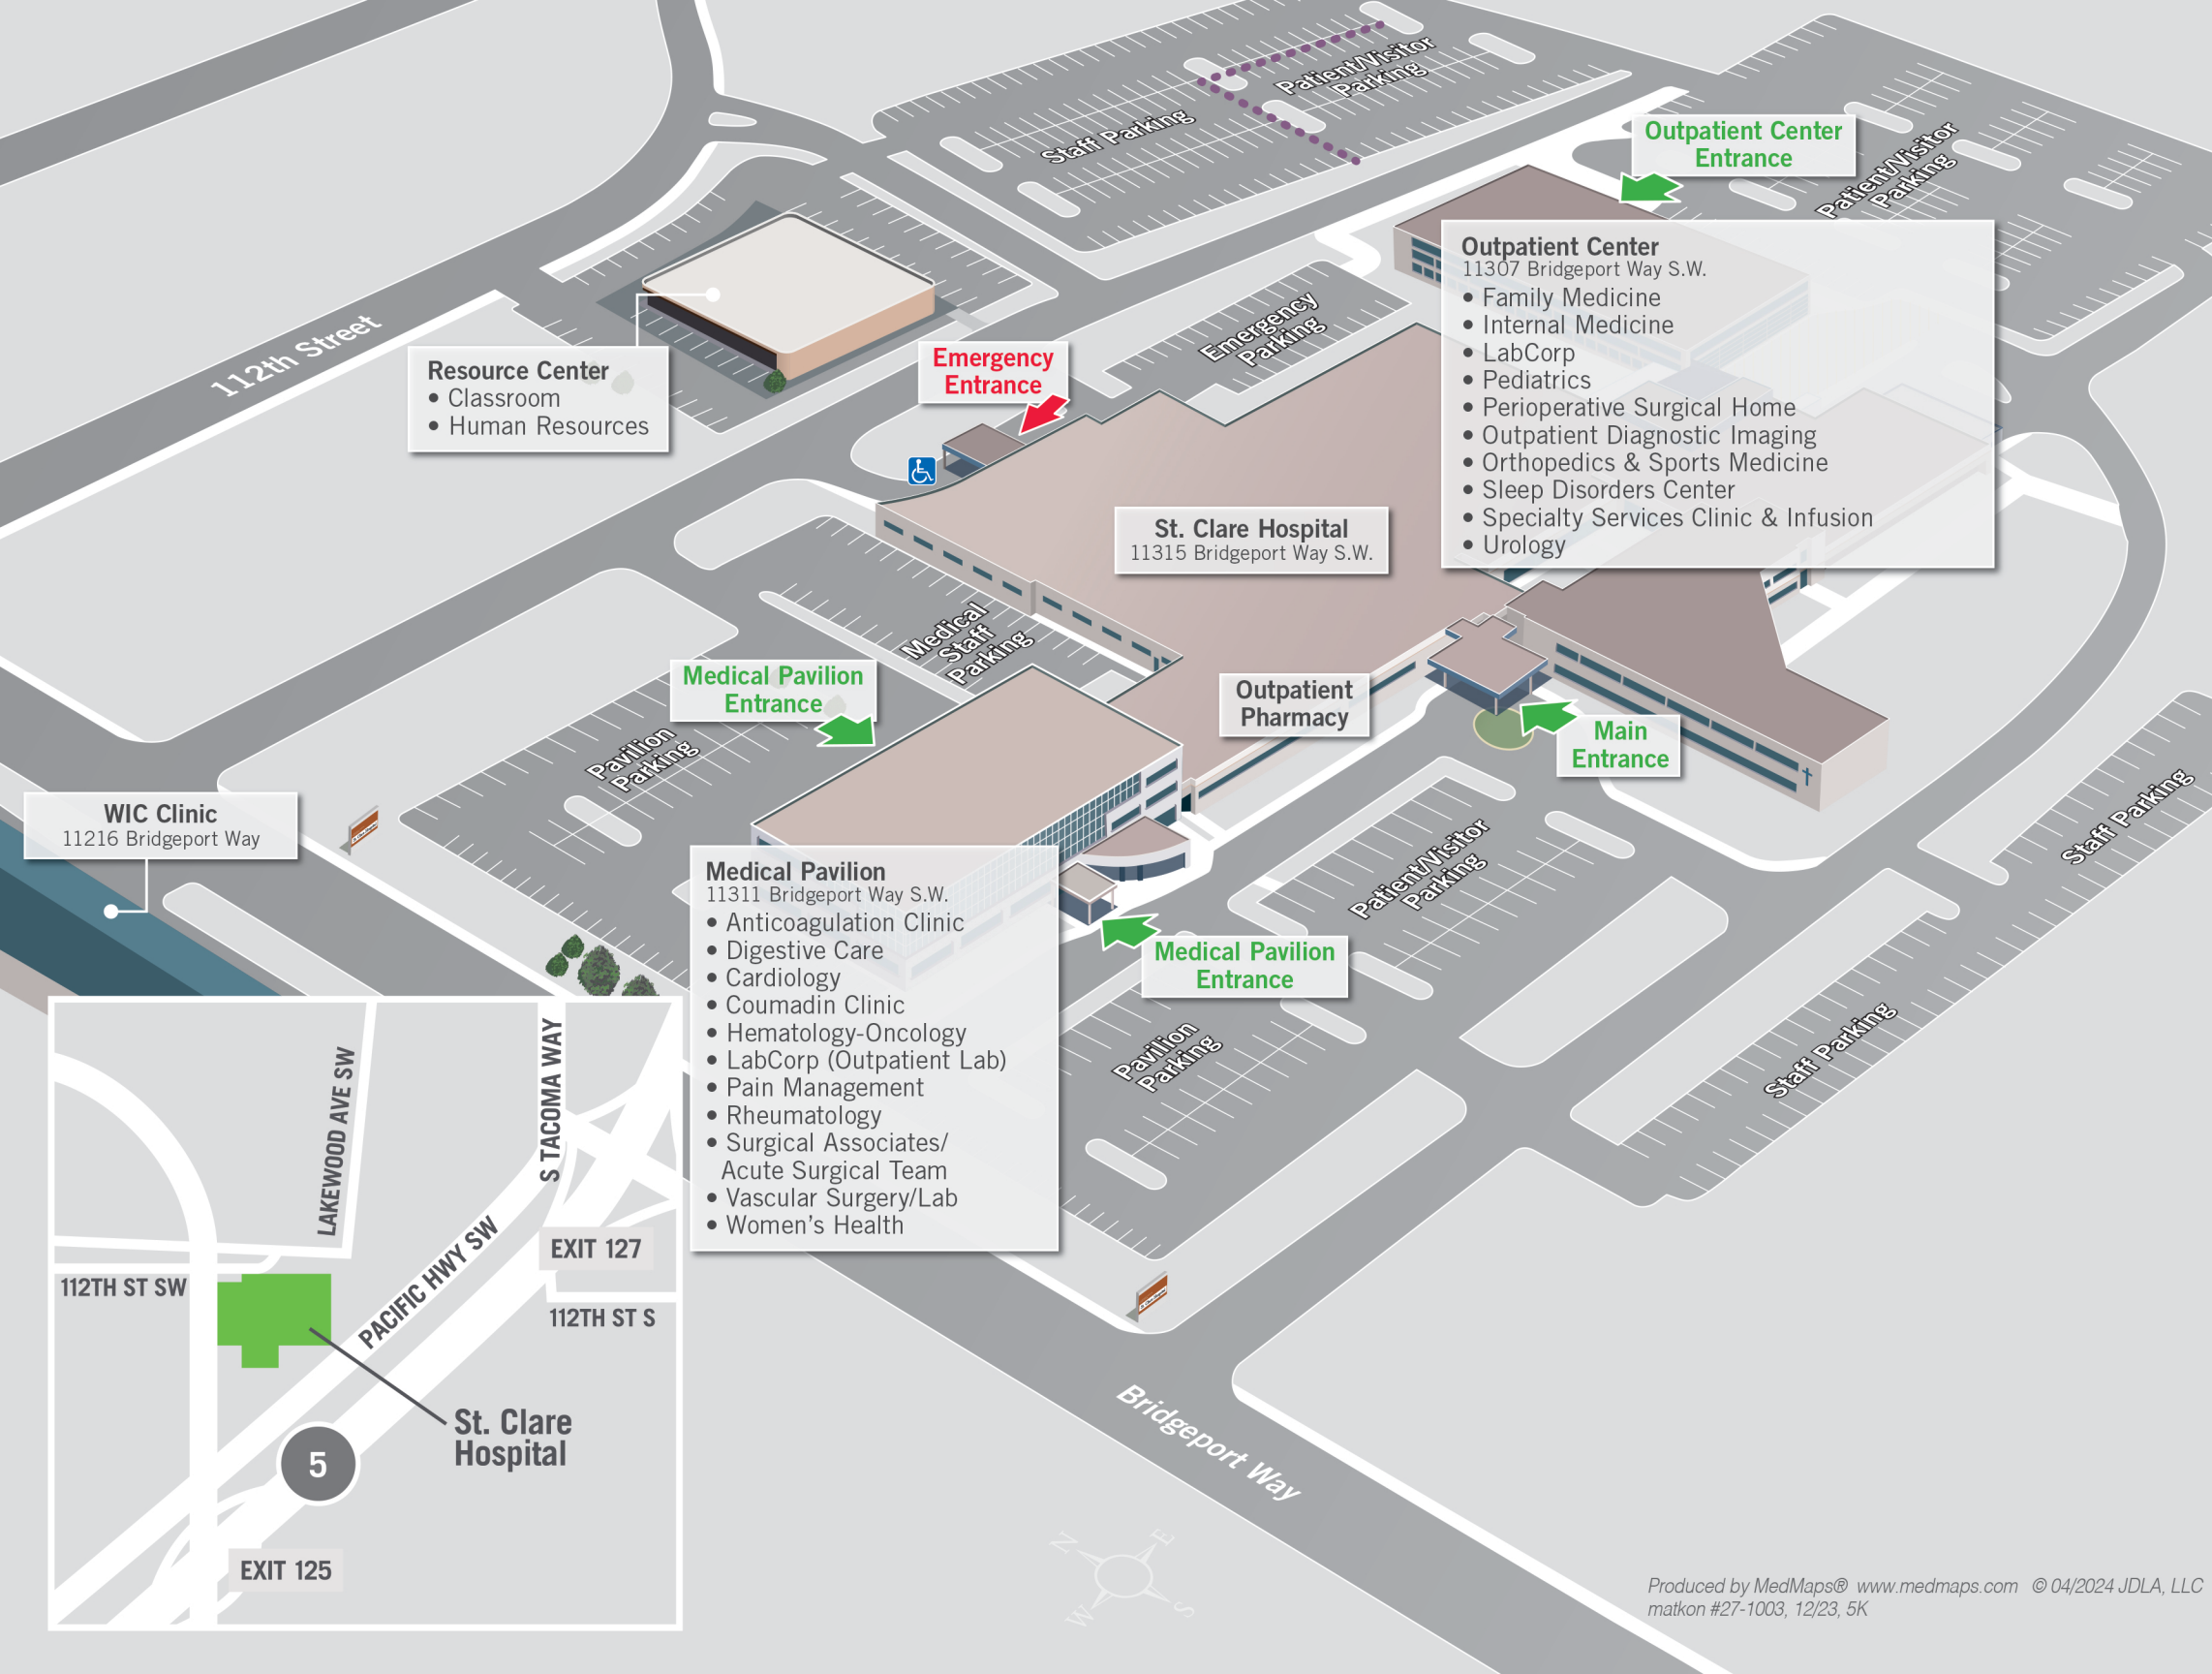 Patient/Visitor
Parking
Staff Parking
Outpatient Center
Entrance
Patient/Visitor
Parking
Outpatient Center
11307 Bridgeport Way S.W.
• Family Medicine
• Internal Medicine
• LabCorp
• Pediatrics
• Perioperative Surgical Home
• Outpatient Diagnostic Imaging
• Orthopedics & Sports Medicine
• Sleep Disorders Center
• Specialty Services Clinic & Infusion
• Urology
Emergency
Parking
112th Street
Resource Center
• Classroom
• Human Resources
Emergency
Entrance
St. Clare Hospital
11315 Bridgeport Way S.W.
Medical
Staff
Parking
Medical Pavilion
Entrance
Outpatient
Pharmacy
Main
Entrance
Pavilion
Parking
WIC Clinic
11216 Bridgeport Way
Staff Parking
Patient/Visitor
Parking
Medical Pavilion
11311 Bridgeport Way S.W.
• Anticoagulation Clinic
• Digestive Care
• Cardiology
• Coumadin Clinic
• Hematology-Oncology
• LabCorp (Outpatient Lab)
• Pain Management
• Rheumatology
• Surgical Associates/
Acute Surgical Team
• Vascular Surgery/Lab
• Women's Health
Medical Pavilion
Entrance
Pavilion
Parking
Staff Parking
LAKEWOOD AVE SW
S TACOMA WAY
PACIFIC HWY SW
EXIT 127
112TH ST SW
112TH ST S
St. Clare
Hospital
5
EXIT 125
Bridgeport Way
N
E
W
S
Produced by MedMaps® www.medmaps.com © 04/2024 JDLA, LLC
matkon #27-1003, 12/23, 5K